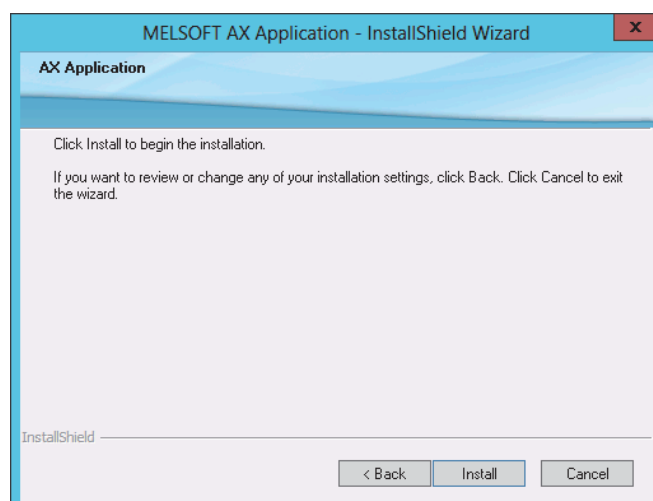 MELSOFT AX Application - InstallShield Wizard
x
AX Application
Click Install to begin the installation.
If you want to review or change any of your installation settings, click Back. Click Cancel to exit
the wizard.
InstallShield
< Back Install Cancel